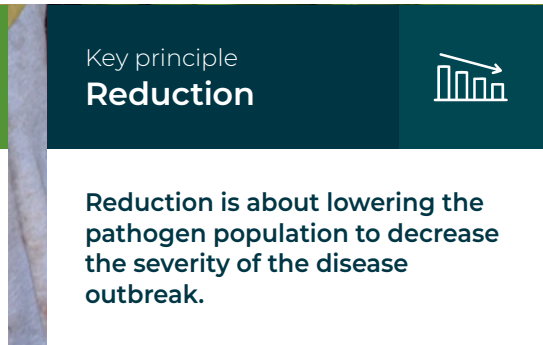 Key principle
Reduction
Reduction is about lowering the
pathogen population to decrease
the severity of the disease
outbreak.